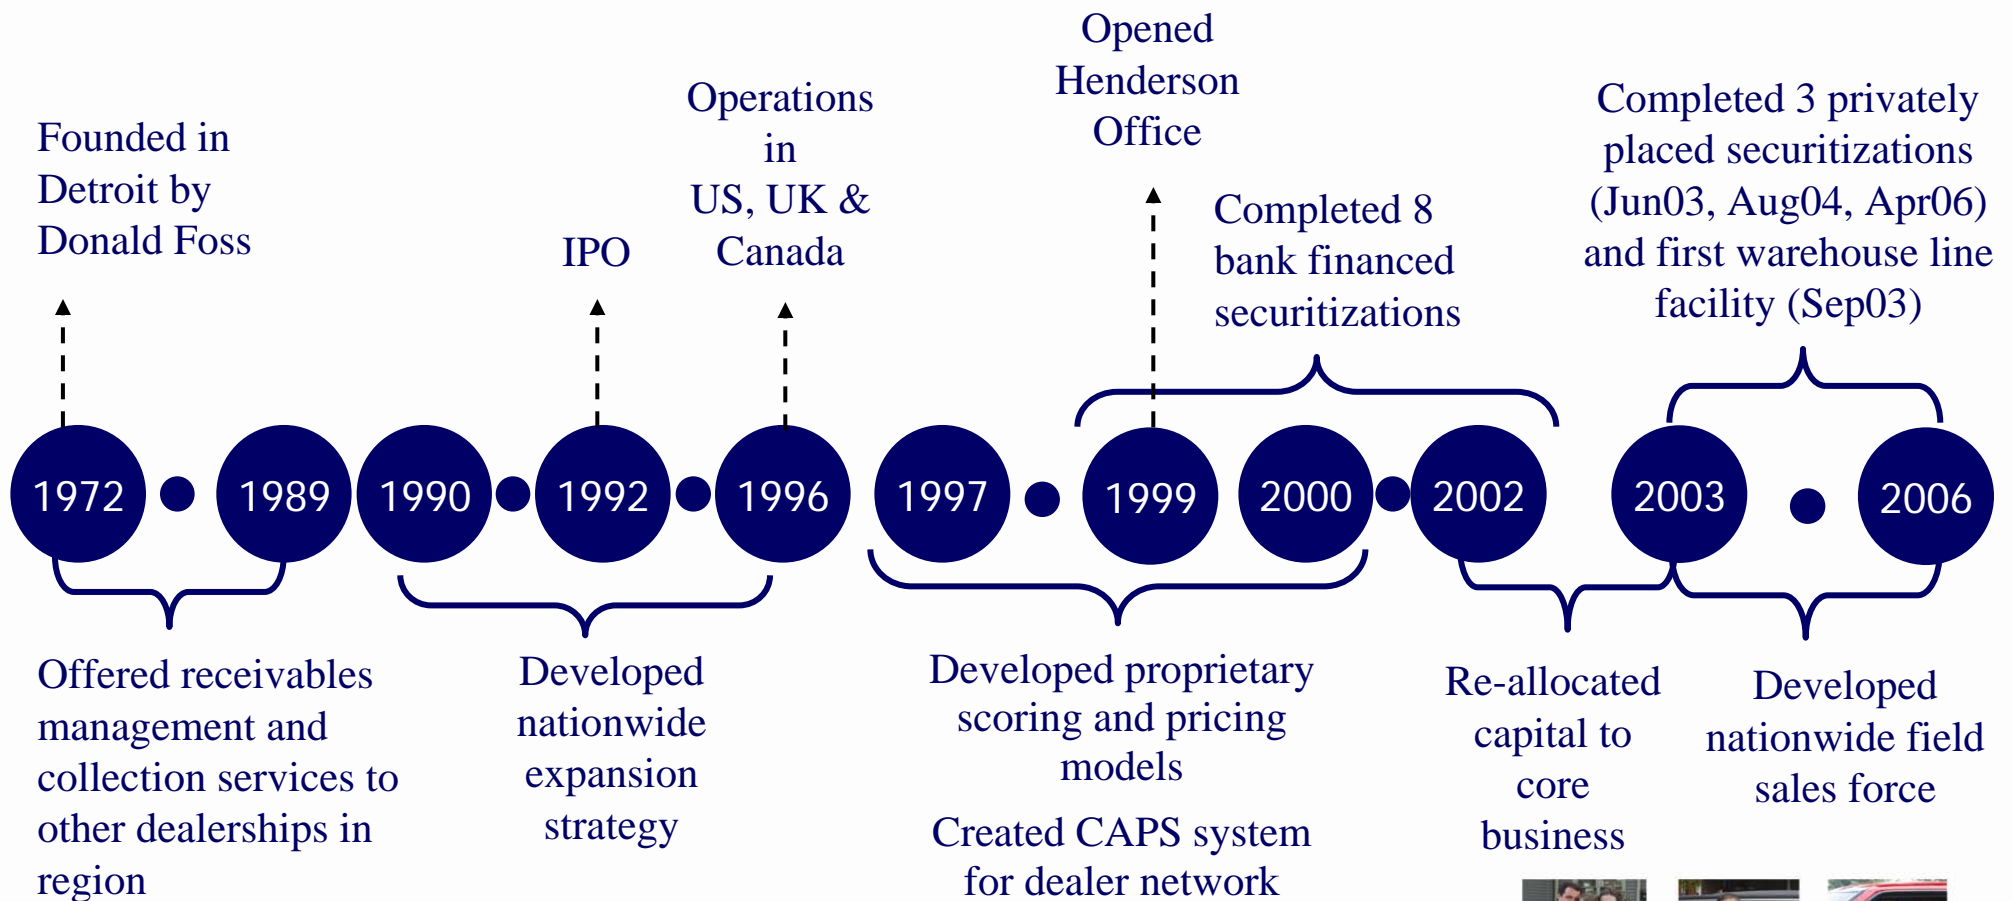 Founded in
Detroit by
Donald Foss
IPO
Operations
in
US, UK &
Canada
Opened
Henderson
Office
Completed 8
bank financed
securitizations
Completed 3 privately
placed securitizations
(Jun03, Aug04, Apr06)
and first warehouse line
facility (Sep03)
1972
1989
1990
1992
1996
1997
1999
2000
2002
2003
2006
Offered receivables
management and
collection services to
other dealerships in
region
Developed
nationwide
expansion
strategy
Developed proprietary
scoring and pricing
models
Created CAPS system
for dealer network
Re-allocated
capital to
core
business
Developed
nationwide field
sales force